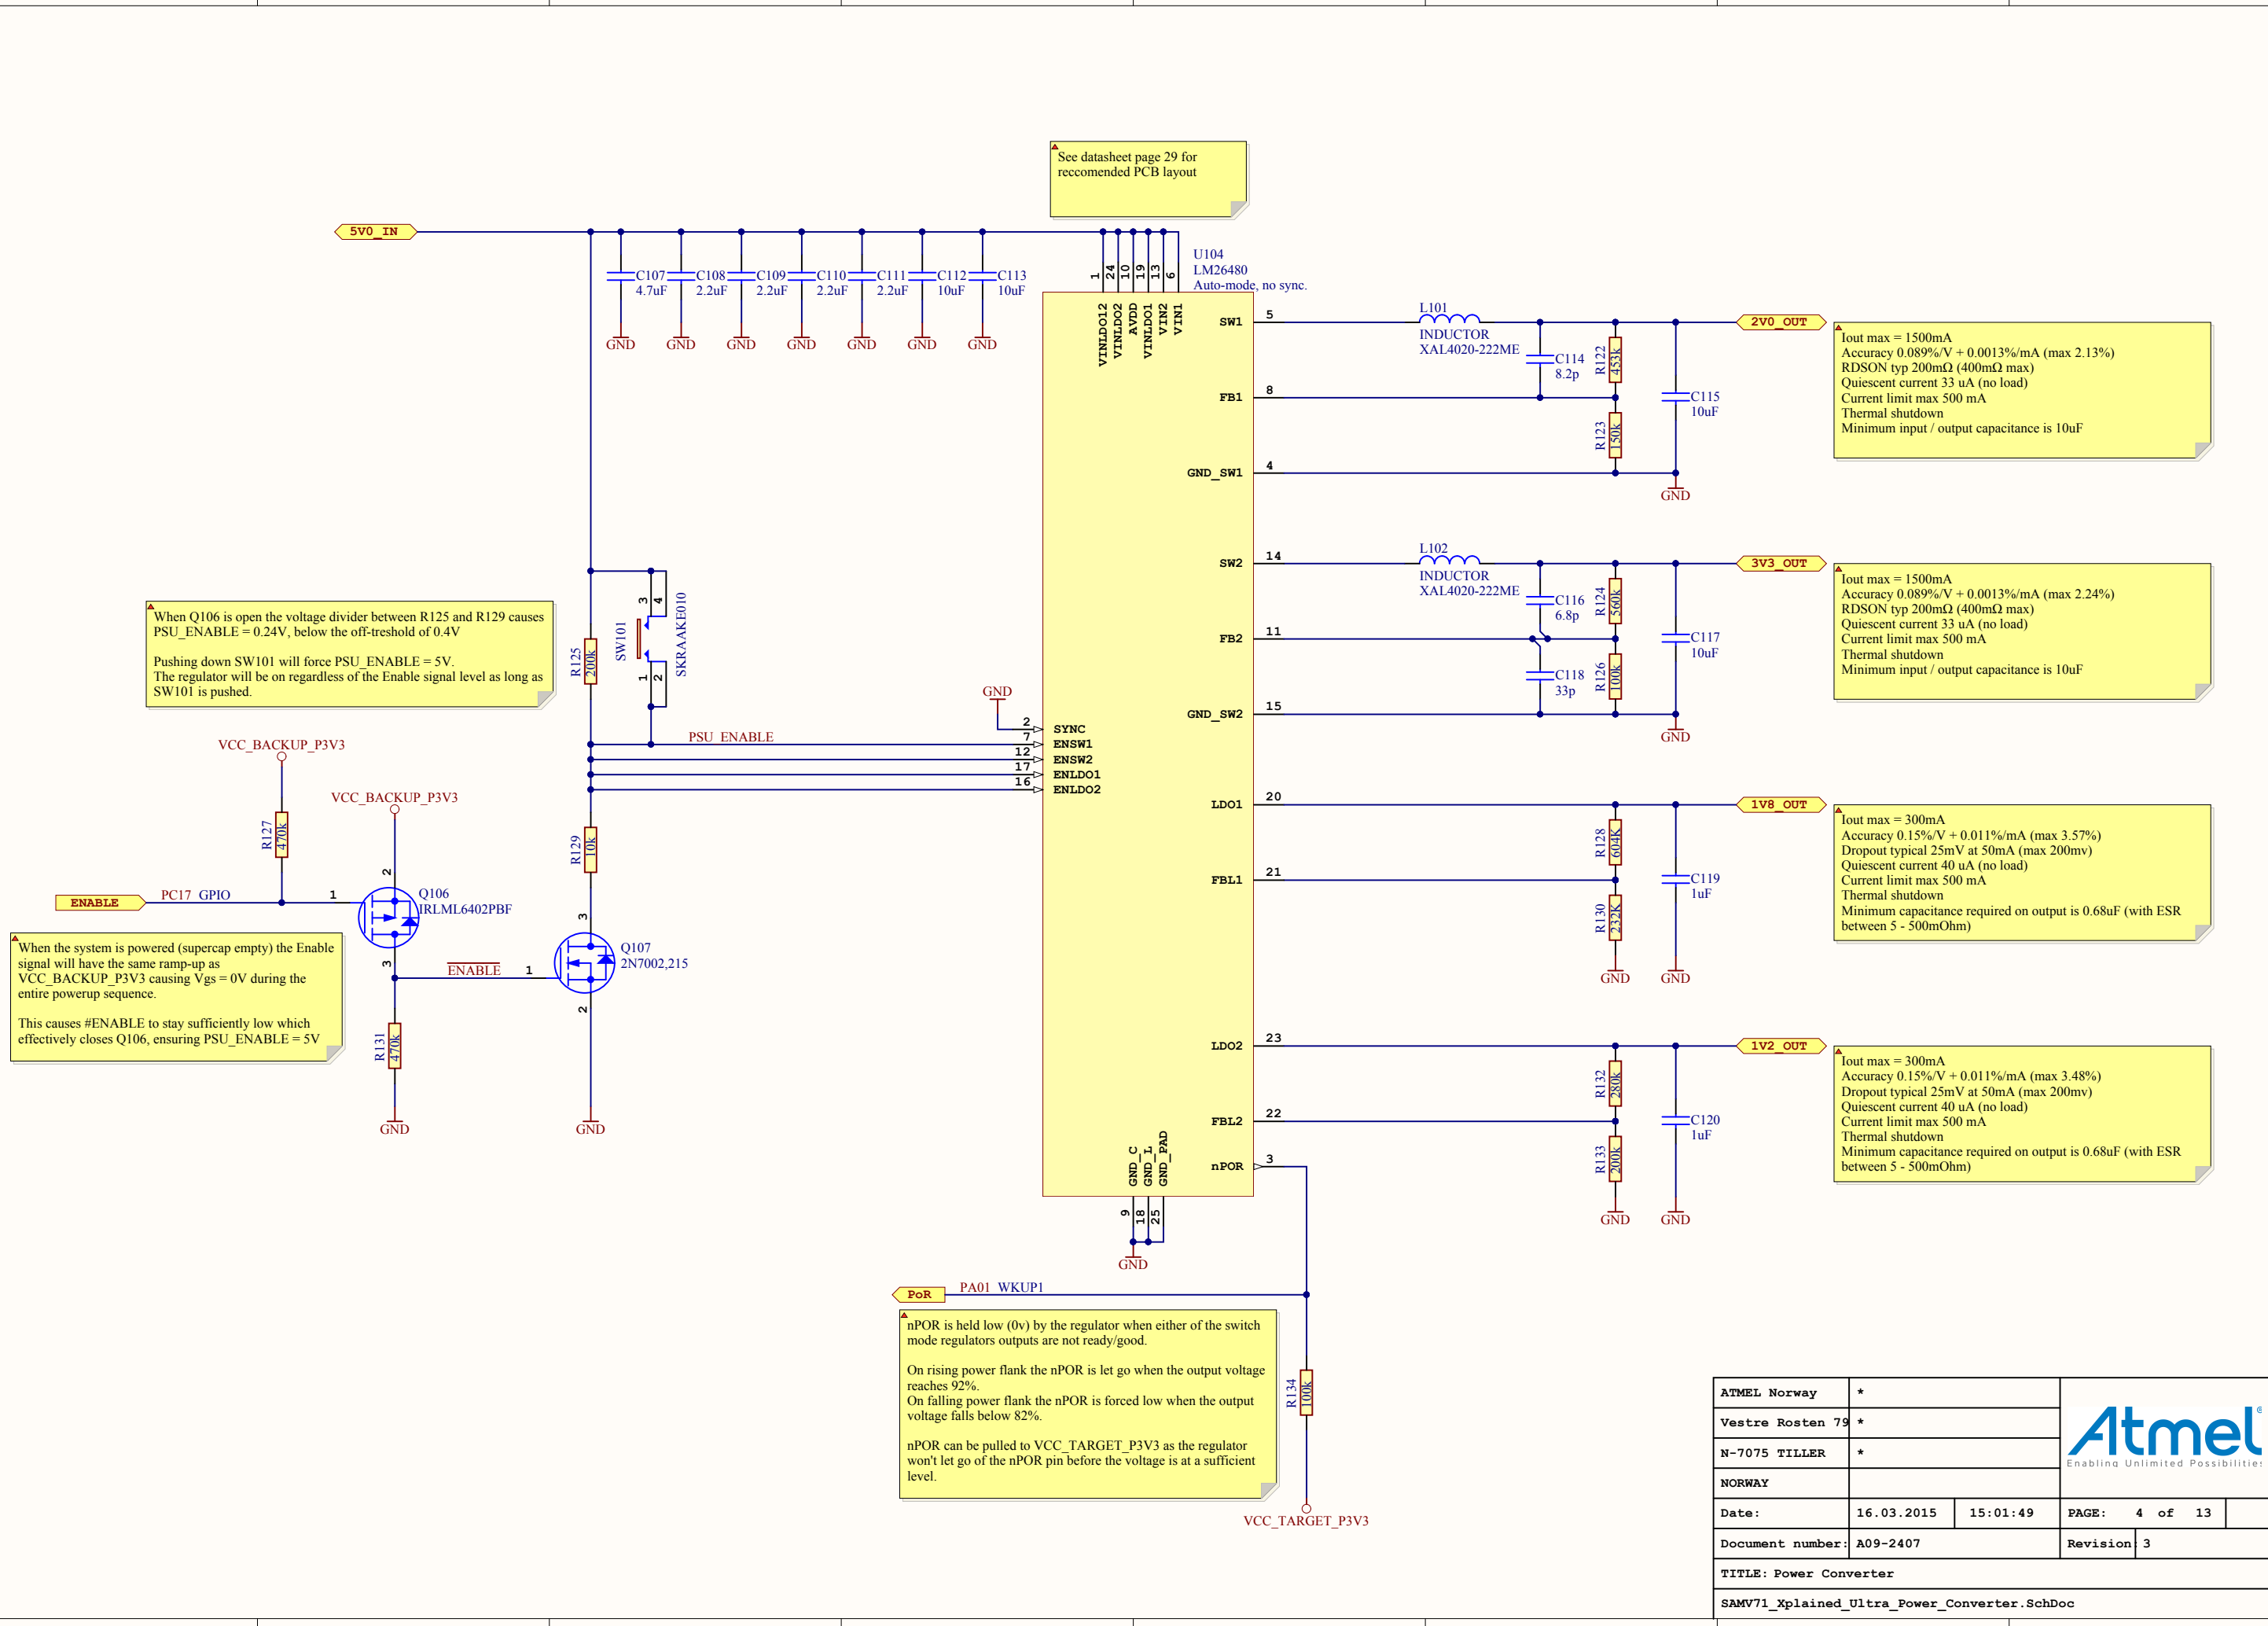 See datasheet page 29 for
reccomended PCB layout
5V0_IN
C107
4.7uF
C108
2.2uF
C109
2.2uF
C110
2.2uF
C111
2.2uF
C112
10uF
C113
10uF
GND
GND
GND
GND
GND
GND
GND
U104
LM26480
Auto-mode, no sync.
1
24
10
19
13
6
VINLDO12
VINLDO2
AVDD
VINLDO1
VIN2
VIN1
SW1
5
L101
INDUCTOR
XAL4020-222ME
C114
8.2p
R122
453k
2V0_OUT
FB1
8
R123
150k
C115
10uF
GND_SW1
4
GND
Iout max = 1500mA
Accuracy 0.089%/V + 0.0013%/mA (max 2.13%)
RDSON typ 200mΩ (400mΩ max)
Quiescent current 33 uA (no load)
Current limit max 500 mA
Thermal shutdown
Minimum input / output capacitance is 10uF
SW2
14
L102
INDUCTOR
XAL4020-222ME
C116
6.8p
R124
560k
3V3_OUT
FB2
11
C118
33p
R126
100k
C117
10uF
GND_SW2
15
GND
Iout max = 1500mA
Accuracy 0.089%/V + 0.0013%/mA (max 2.24%)
RDSON typ 200mΩ (400mΩ max)
Quiescent current 33 uA (no load)
Current limit max 500 mA
Thermal shutdown
Minimum input / output capacitance is 10uF
When Q106 is open the voltage divider between R125 and R129 causes
PSU_ENABLE = 0.24V, below the off-treshold of 0.4V
Pushing down SW101 will force PSU_ENABLE = 5V.
The regulator will be on regardless of the Enable signal level as long as
SW101 is pushed.
R125
200k
SW101
3
4
1
2
SKRAAKE010
GND
PSU_ENABLE
2
7
12
17
16
SYNC
ENSW1
ENSW2
ENLDO1
ENLDO2
VCC_BACKUP_P3V3
R127
470k
VCC_BACKUP_P3V3
2
ENABLE
PC17 GPIO
1
Q106
IRLML6402PBF
3
ENABLE
1
R129
10k
3
Q107
2N7002,215
2
R131
470k
GND
GND
When the system is powered (supercap empty) the Enable
signal will have the same ramp-up as
VCC_BACKUP_P3V3 causing Vgs = 0V during the
entire powerup sequence.
This causes #ENABLE to stay sufficiently low which
effectively closes Q106, ensuring PSU_ENABLE = 5V
LDO1
20
R128
604K
1V8_OUT
FBL1
21
R130
232K
C119
1uF
GND
GND
Iout max = 300mA
Accuracy 0.15%/V + 0.011%/mA (max 3.57%)
Dropout typical 25mV at 50mA (max 200mv)
Quiescent current 40 uA (no load)
Current limit max 500 mA
Thermal shutdown
Minimum capacitance required on output is 0.68uF (with ESR
between 5 - 500mOhm)
LDO2
23
R132
280k
1V2_OUT
FBL2
22
R133
200k
C120
1uF
GND
GND
Iout max = 300mA
Accuracy 0.15%/V + 0.011%/mA (max 3.48%)
Dropout typical 25mV at 50mA (max 200mv)
Quiescent current 40 uA (no load)
Current limit max 500 mA
Thermal shutdown
Minimum capacitance required on output is 0.68uF (with ESR
between 5 - 500mOhm)
nPOR
3
GND_C
GND_L
GND_PAD
9
18
25
GND
PoR
PA01 WKUP1
nPOR is held low (0v) by the regulator when either of the switch
mode regulators outputs are not ready/good.
On rising power flank the nPOR is let go when the output voltage
reaches 92%.
On falling power flank the nPOR is forced low when the output
voltage falls below 82%.
nPOR can be pulled to VCC_TARGET_P3V3 as the regulator
won't let go of the nPOR pin before the voltage is at a sufficient
level.
R134
100k
VCC_TARGET_P3V3
ATMEL Norway *
Vestre Rosten 79 *
N-7075 TILLER *
NORWAY
Atmel®
Enabling Unlimited Possibilities
Date: 16.03.2015 15:01:49 PAGE: 4 of 13
Document number: A09-2407 Revision: 3
TITLE: Power Converter
SAMV71_Xplained_Ultra_Power_Converter.SchDoc